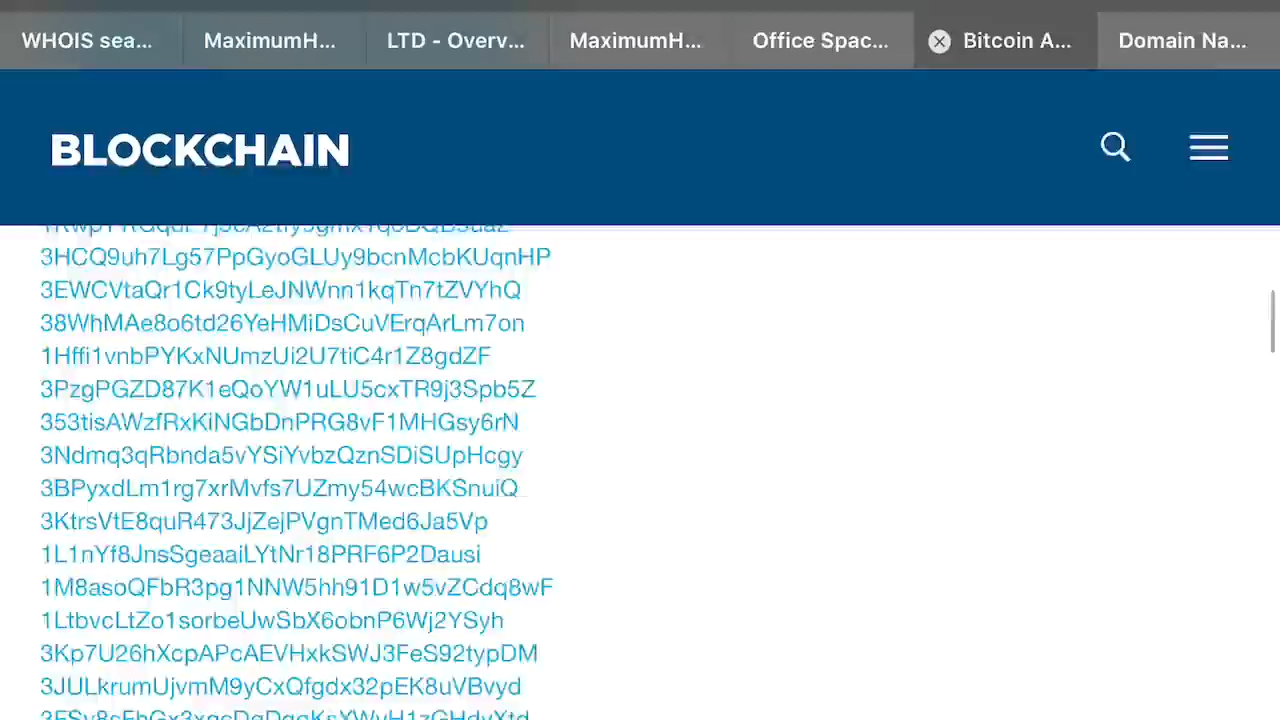 WHOIS sea...
MaximumH...
LTD - Overv...
MaximumH...
Office Spac...
Bitcoin A...
Domain Na...
BLOCKCHAIN
3HCQ9uh7Lg57PpGyoGLUy9bcnMcbKUqnHP
3EWCVtaQr1Ck9tyLeJNWnn1kqTn7tZVYhQ
38WhMAe8o6td26YeHMiDsCuVErqArLm7on
1Hffi1vnbPYKxNUmzUi2U7tiC4r1Z8gdZF
3PzgPGZD87K1eQoYW1uLU5cxTR9j3Spb5Z
353tisAWzfRxKiNGbDnPRG8vF1MHGsy6rN
3Ndmq3qRbnda5vYSiYvbzQznSDiSUpHcgy
3BPyxdLm1rg7xrMvfs7UZmy54wcBKSnuiQ
3KtrsVtE8quR473JjZejPVgnTMed6Ja5Vp
1L1nYf8JnsSgeaaiLYtNr18PRF6P2Dausi
1M8asoQFbR3pg1NNW5hh91D1w5vZCdq8wF
1LtbvcLtZo1sorbeUwSbX6obnP6Wj2YSyh
3Kp7U26hXcpAPcAEVHxkSWJ3FeS92typDM
3JULkrumUjvmM9yCxQfgdx32pEK8uVBvyd